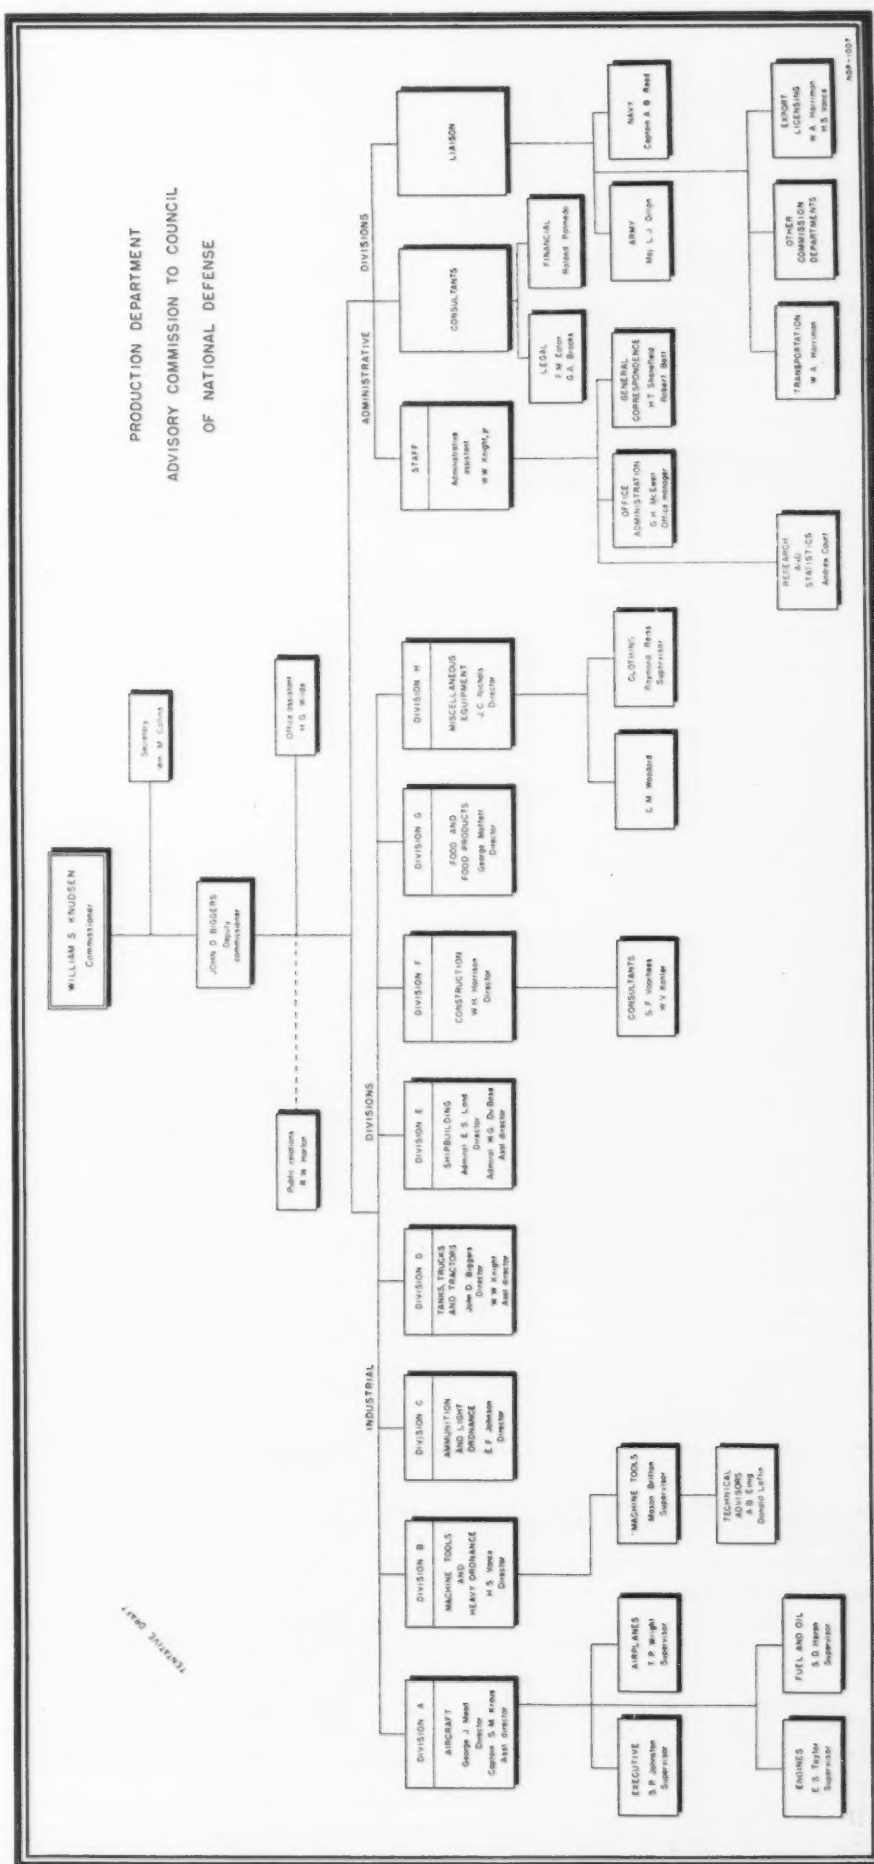 PRODUCTION DEPARTMENT
ADVISORY COMMISSION TO COUNCIL
OF NATIONAL DEFENSE
TENTATIVE DRAFT
WILLIAM S. KNUDSEN
Commissioner
Secretary
Wm. M. Collins
JOHN D. BIGGERS
Deputy
commissioner
Public relations
R. W. Horton
Office assistant
H. G. Wilde
INDUSTRIAL DIVISIONS
DIVISION A
AIRCRAFT
George J. Mead
Director
Captain S. M. Kraus
Asst director
EXECUTIVE
S. P. Johnston
Supervisor
AIRPLANES
T. P. Wright
Supervisor
ENGINES
E. S. Taylor
Supervisor
FUEL AND OIL
S. D. Heron
Supervisor
DIVISION B
MACHINE TOOLS
AND
HEAVY ORDNANCE
H. S. Vance
Director
MACHINE TOOLS
Mason Britton
Supervisor
TECHNICAL
ADVISORS
A. B. Einig
Donald Laflin
DIVISION C
AMMUNITION
AND LIGHT
ORDNANCE
E. F. Johnson
Director
DIVISION D
TANKS, TRUCKS
AND TRACTORS
John D. Biggers
Director
W. W. Knight
Asst director
DIVISION E
SHIPBUILDING
Admiral E. S. Land
Director
Admiral W. G. DuBose
Asst director
DIVISION F
CONSTRUCTION
W. H. Harrison
Director
CONSULTANTS
S. F. Voorhees
W. V. Kahler
DIVISION G
FOOD AND
FOOD PRODUCTS
George Moffett
Director
DIVISION H
MISCELLANEOUS
EQUIPMENT
J. C. Nichols
Director
C. M. Woodard
CLOTHING
Raymond Reiss
Supervisor
ADMINISTRATIVE DIVISIONS
STAFF
Administrative
assistant
W. W. Knight, jr
OFFICE
ADMINISTRATION
G. H. McEwen
Office manager
GENERAL
CORRESPONDENCE
H. T. Shanefield
Robert Batt
RESEARCH
AND
STATISTICS
Andrew Court
CONSULTANTS
LEGAL
F. M. Eaton
G. A. Brooks
FINANCIAL
Roland Palmedo
LIAISON
ARMY
Maj. L. J. Dillon
NAVY
Captain A. B. Reed
TRANSPORTATION
W. A. Harriman
OTHER
COMMISSION
DEPARTMENTS
EXPORT
LICENSING
W. A. Harriman
H. S. Vance
NDP-1007